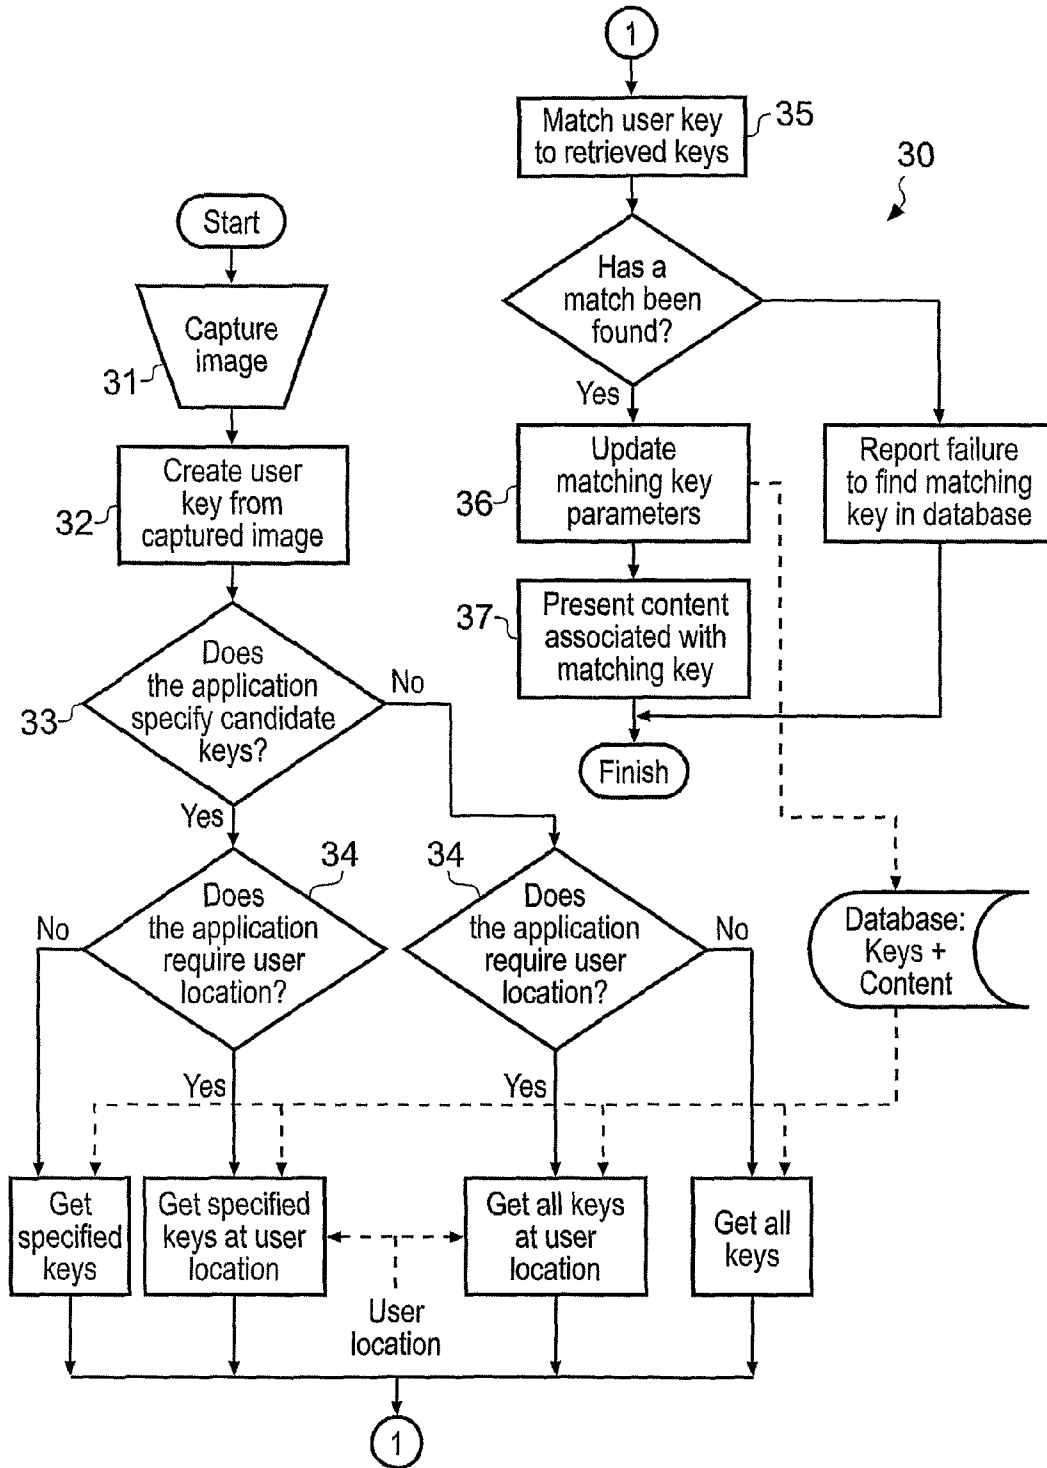 Start
Capture
image
31
Create user
key from
captured image
32
Does
the application
specify candidate
keys?
33
No
Yes
Does
the application
require user
location?
34
No
Yes
Does
the application
require user
location?
34
No
Yes
Get
specified
keys
Get specified
keys at user
location
Get all keys
at user
location
Get all
keys
User
location
1
1
Match user key
to retrieved keys
35
30
Has a
match been
found?
Yes
Update
matching key
parameters
36
Report failure
to find matching
key in database
Present content
associated with
matching key
37
Finish
Database:
Keys +
Content